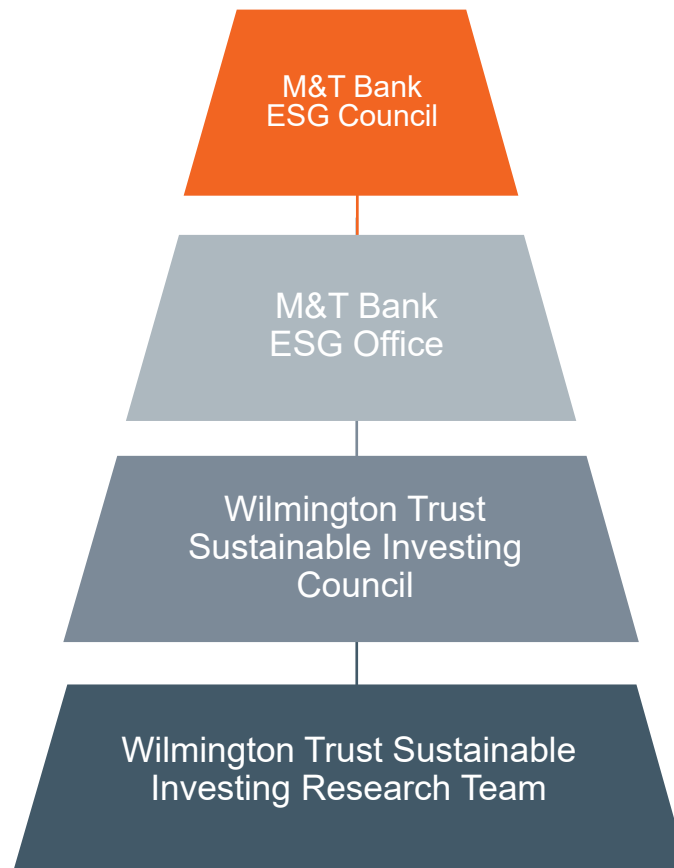 M&T Bank
ESG Council
M&T Bank
ESG Office
Wilmington Trust
Sustainable Investing
Council
Wilmington Trust Sustainable
Investing Research Team